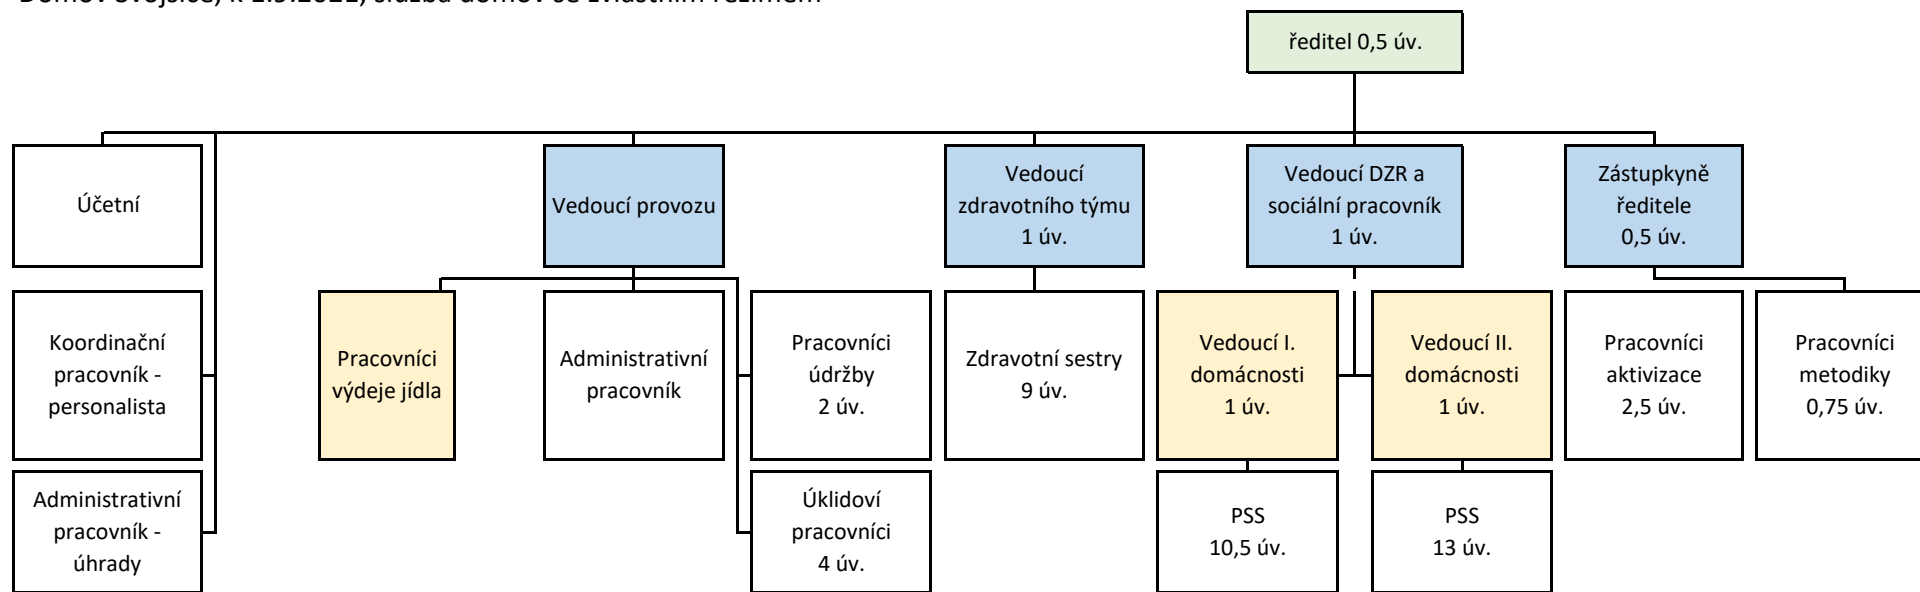 ředitel 0,5 úv.
Účetní
Vedoucí provozu
Vedoucí
zdravotního týmu
1 úv.
Vedoucí DZR a
sociální pracovník
1 úv.
Zástupkyně
ředitele
0,5 úv.
Koordinační
pracovník -
personalista
Pracovníci
výdeje jídla
Administrativní
pracovník
Pracovníci
údržby
2 úv.
Zdravotní sestry
9 úv.
Vedoucí I.
domácnosti
1 úv.
Vedoucí II.
domácnosti
1 úv.
Pracovníci
aktivizace
2,5 úv.
Pracovníci
metodiky
0,75 úv.
Administrativní
pracovník -
úhrady
Úklidoví
pracovníci
4 úv.
PSS
10,5 úv.
PSS
13 úv.